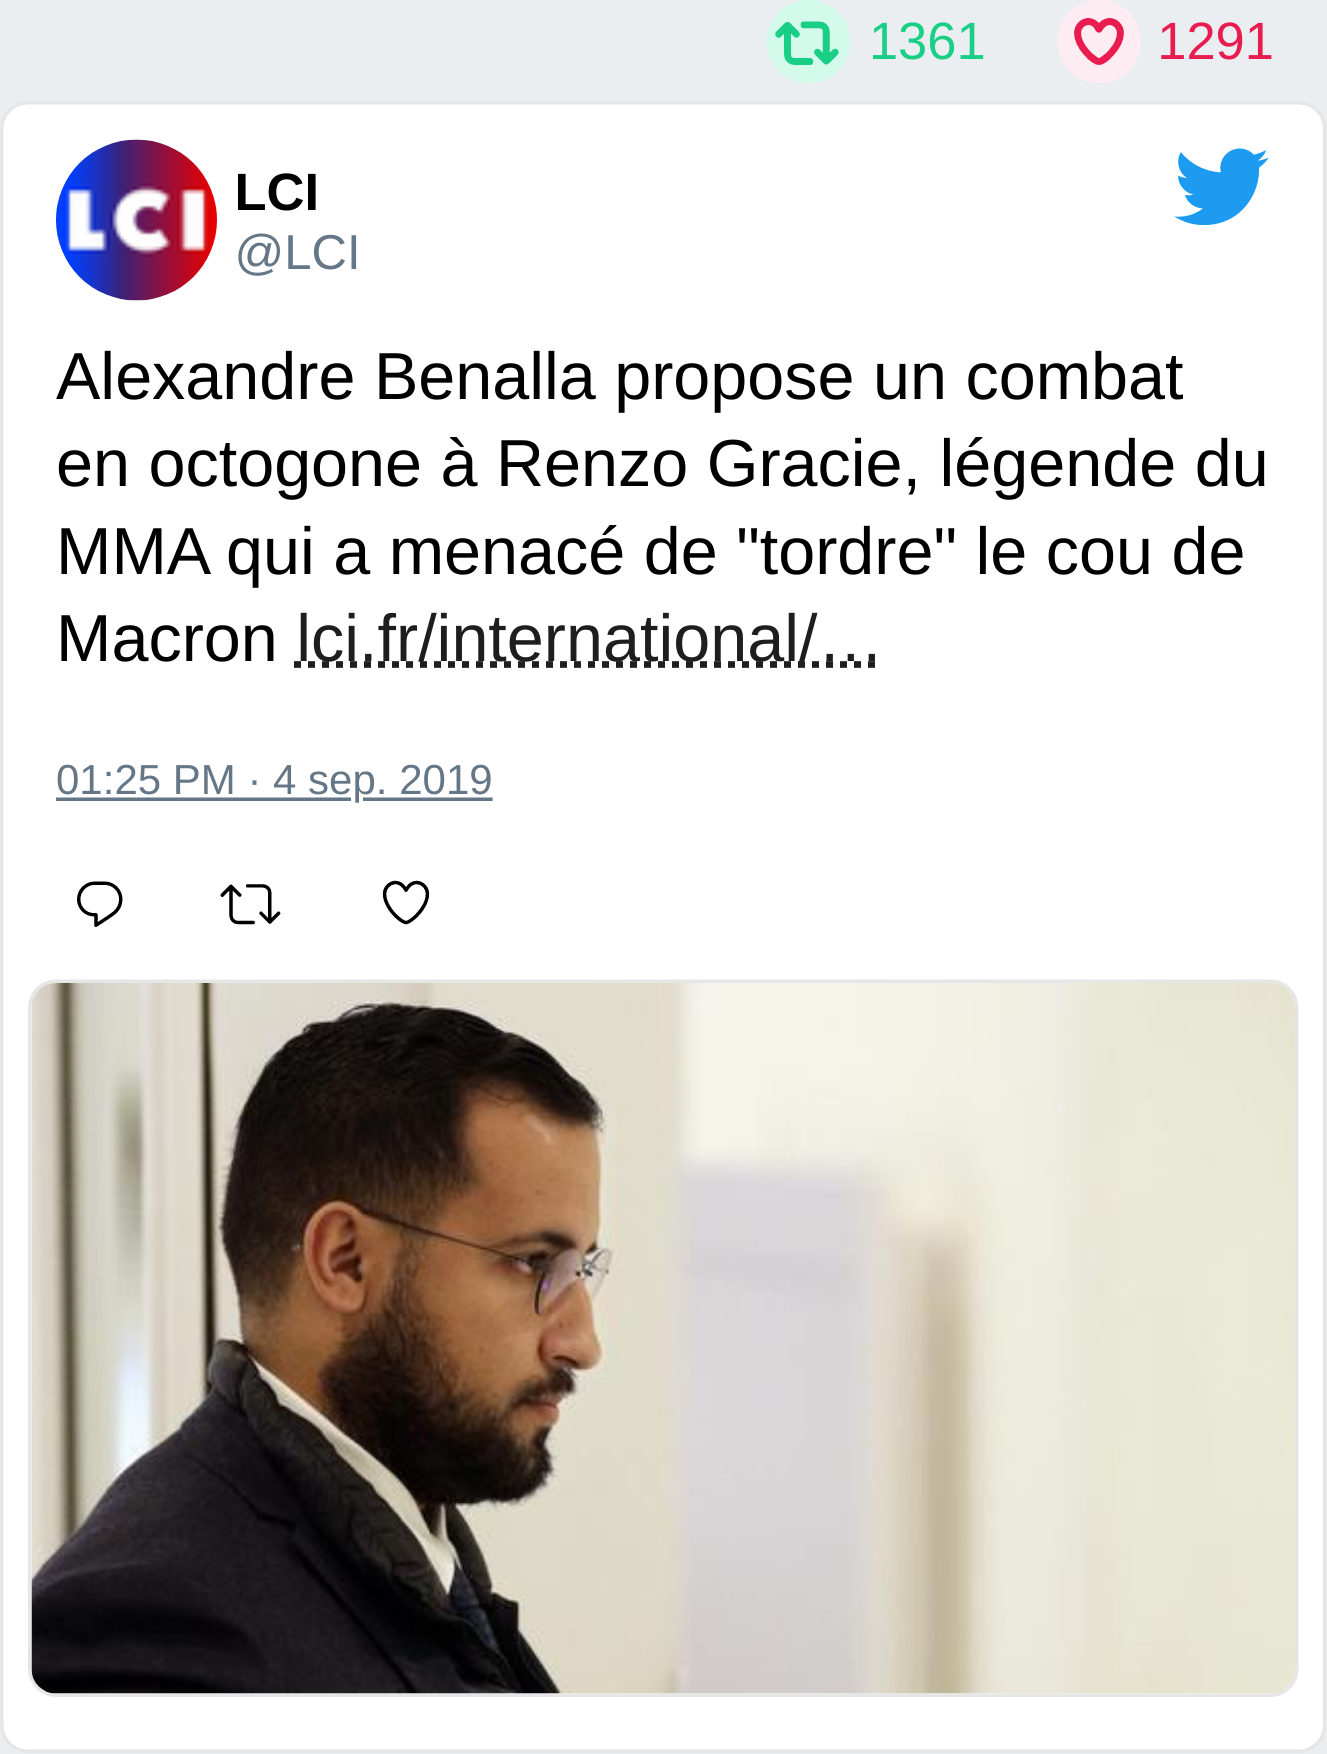 1361 1291
LCI
LCI
@LCI
Alexandre Benalla propose un combat
en octogone à Renzo Gracie, légende du
MMA qui a menacé de "tordre" le cou de
Macron lci.fr/international/...
01:25 PM · 4 sep. 2019